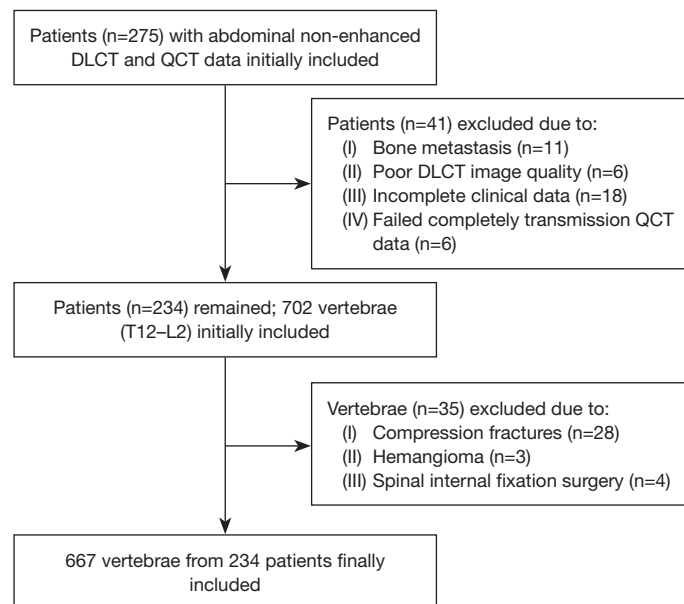 Patients (n=275) with abdominal non-enhanced
DLCT and QCT data initially included
Patients (n=41) excluded due to:
(I) Bone metastasis (n=11)
(II) Poor DLCT image quality (n=6)
(III) Incomplete clinical data (n=18)
(IV) Failed completely transmission QCT
data (n=6)
Patients (n=234) remained; 702 vertebrae
(T12–L2) initially included
Vertebrae (n=35) excluded due to:
(I) Compression fractures (n=28)
(II) Hemangioma (n=3)
(III) Spinal internal fixation surgery (n=4)
667 vertebrae from 234 patients finally
included